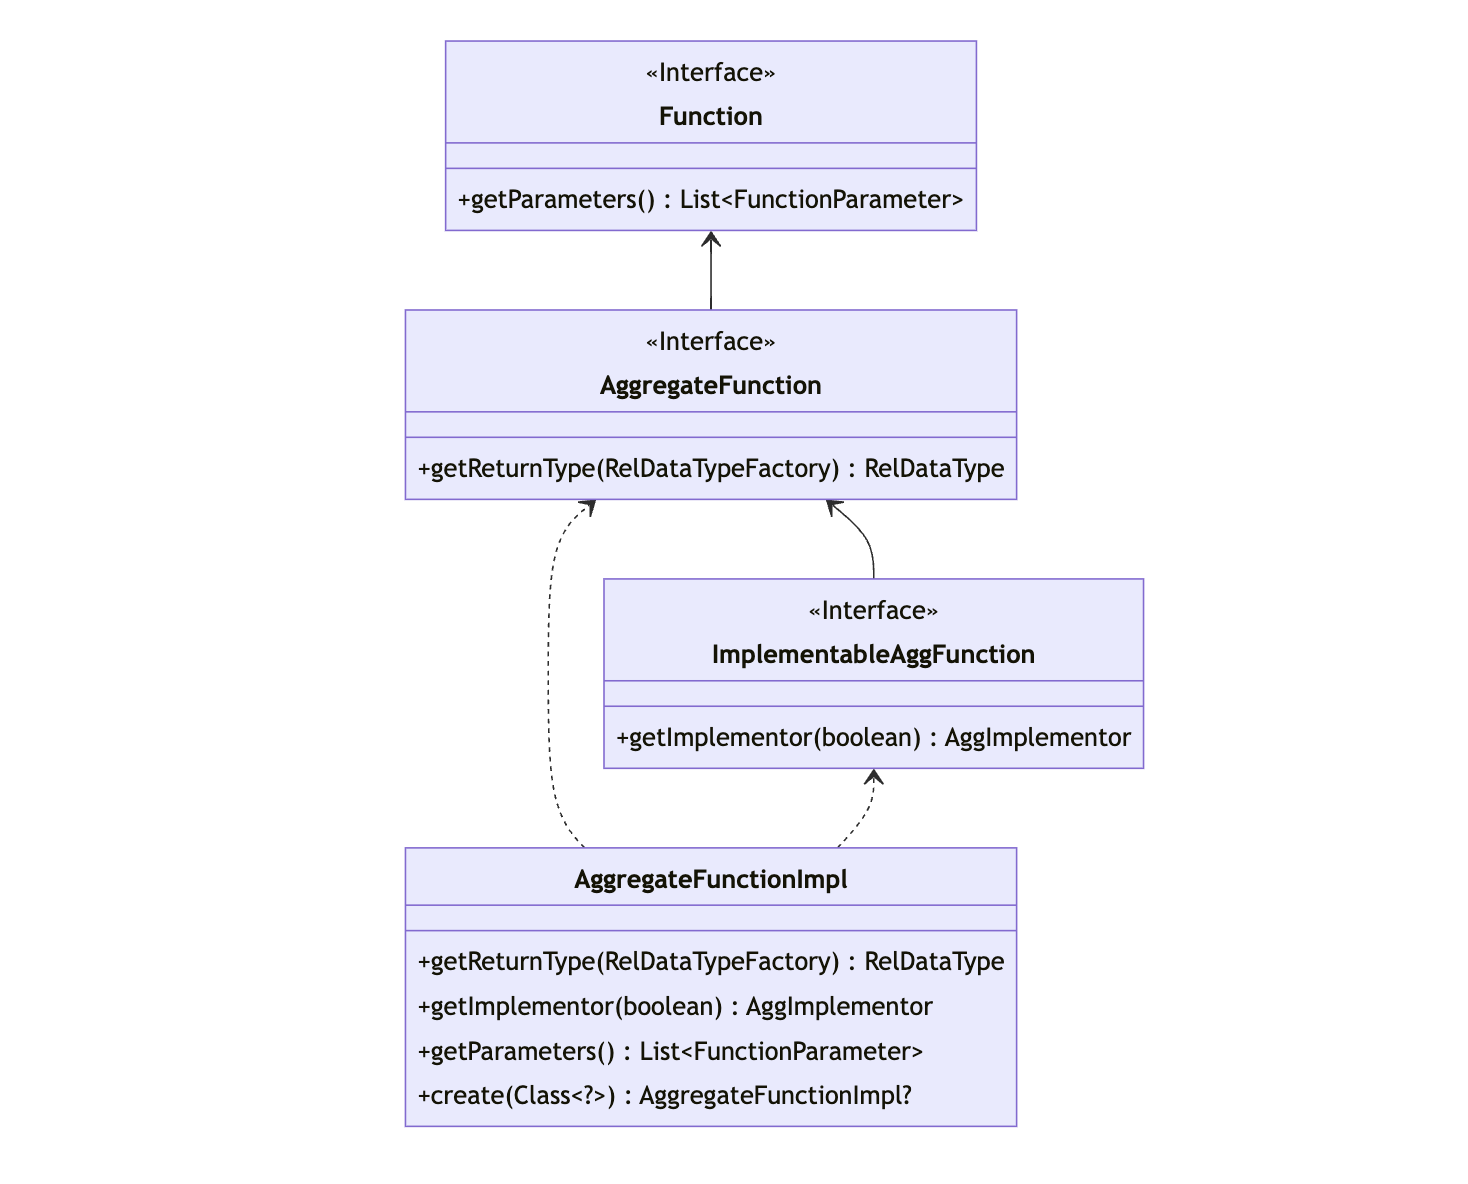 «Interface»
Function
+getParameters() : List<FunctionParameter>
«Interface»
AggregateFunction
+getReturnType(RelDataTypeFactory) : RelDataType
«Interface»
ImplementableAggFunction
+getImplementor(boolean) : AggImplementor
AggregateFunctionImpl
+getReturnType(RelDataTypeFactory) : RelDataType
+getImplementor(boolean) : AggImplementor
+getParameters() : List<FunctionParameter>
+create(Class<?>) : AggregateFunctionImpl?